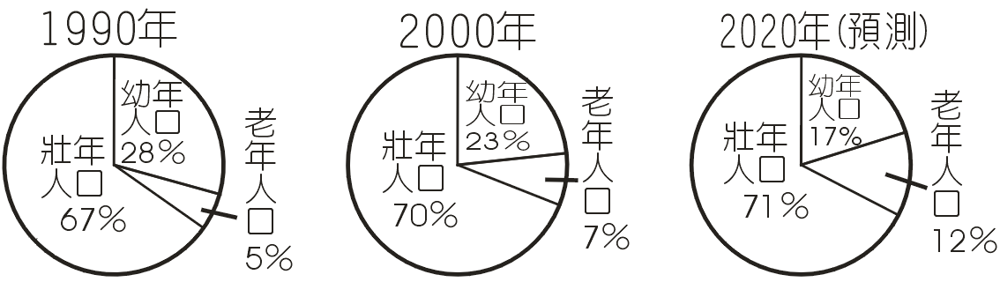 1990年
幼年
人口
28%
壯年
人口
67%
老年人口
5%
2000年
幼年
人口
23%
壯年
人口
70%
老年人口
7%
2020年(預測)
幼年
人口
17%
壯年
人口
71%
老年人口
12%